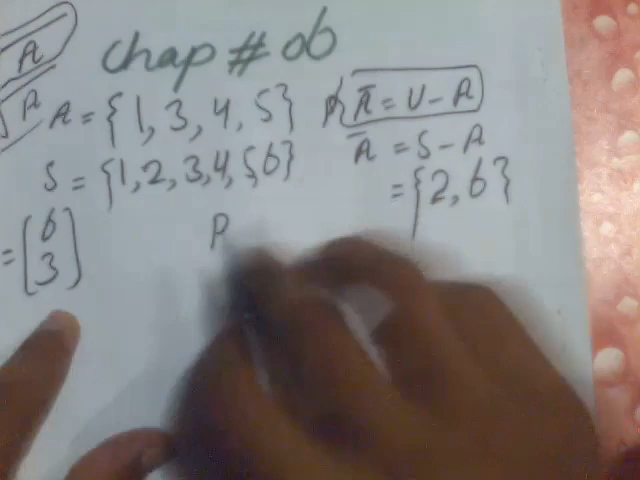 A
chap # 06
A
A = {1, 3, 4, 5}
Ā = U - A
Ā = S - A
S = {1, 2, 3, 4, 5, 6}
= {2, 6}
= [6
3]
P